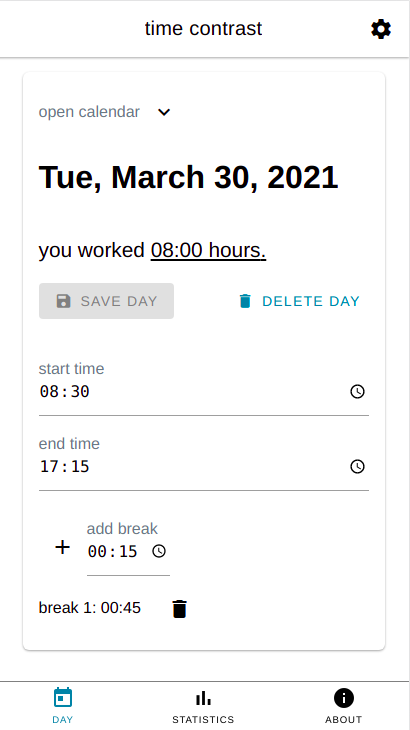 time contrast
open calendar
Tue, March 30, 2021
you worked 08:00 hours.
SAVE DAY DELETE DAY
start time
08:30
end time
17:15
add break
+ 00:15
break 1: 00:45
DAY STATISTICS ABOUT